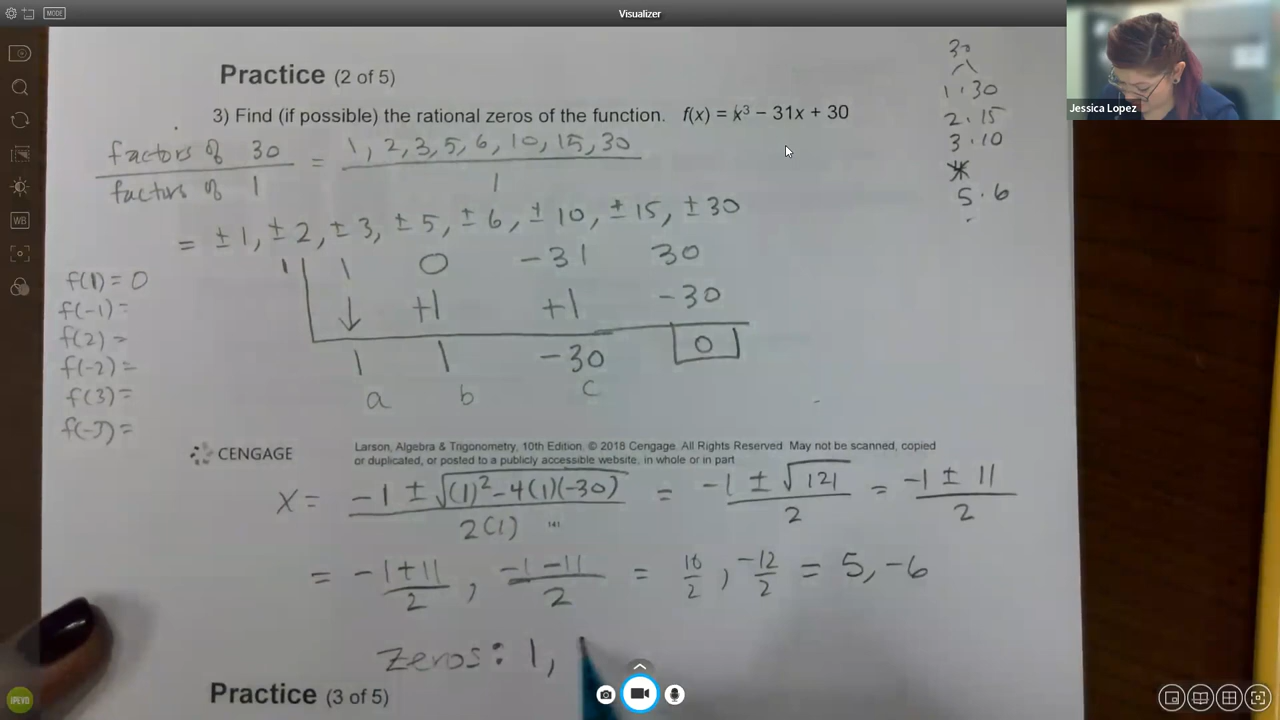 MODE
Visualizer
WB
IPEVO
Jessica Lopez
Practice (2 of 5)
3) Find (if possible) the rational zeros of the function. f(x) = x³ − 31x + 30
30
1 · 30
2 · 15
3 · 10
5 · 6
factors of 30 / factors of 1 = 1, 2, 3, 5, 6, 10, 15, 30 / 1
= ±1, ±2, ±3, ±5, ±6, ±10, ±15, ±30
1 | 1 0 −31 30
↓ +1 +1 −30
1 1 −30 0
a b c
f(1) = 0
f(-1) =
f(2) =
f(-2) =
f(3) =
f(-3) =
CENGAGE
Larson, Algebra & Trigonometry, 10th Edition. © 2018 Cengage. All Rights Reserved May not be scanned, copied
or duplicated, or posted to a publicly accessible website, in whole or in part
X = −1 ± √(1)² − 4(1)(−30) / 2(1) = −1 ± √121 / 2 = −1 ± 11 / 2
= −1 + 11 / 2, −1 − 11 / 2 = 10/2, −12/2 = 5, −6
zeros: 1,
Practice (3 of 5)